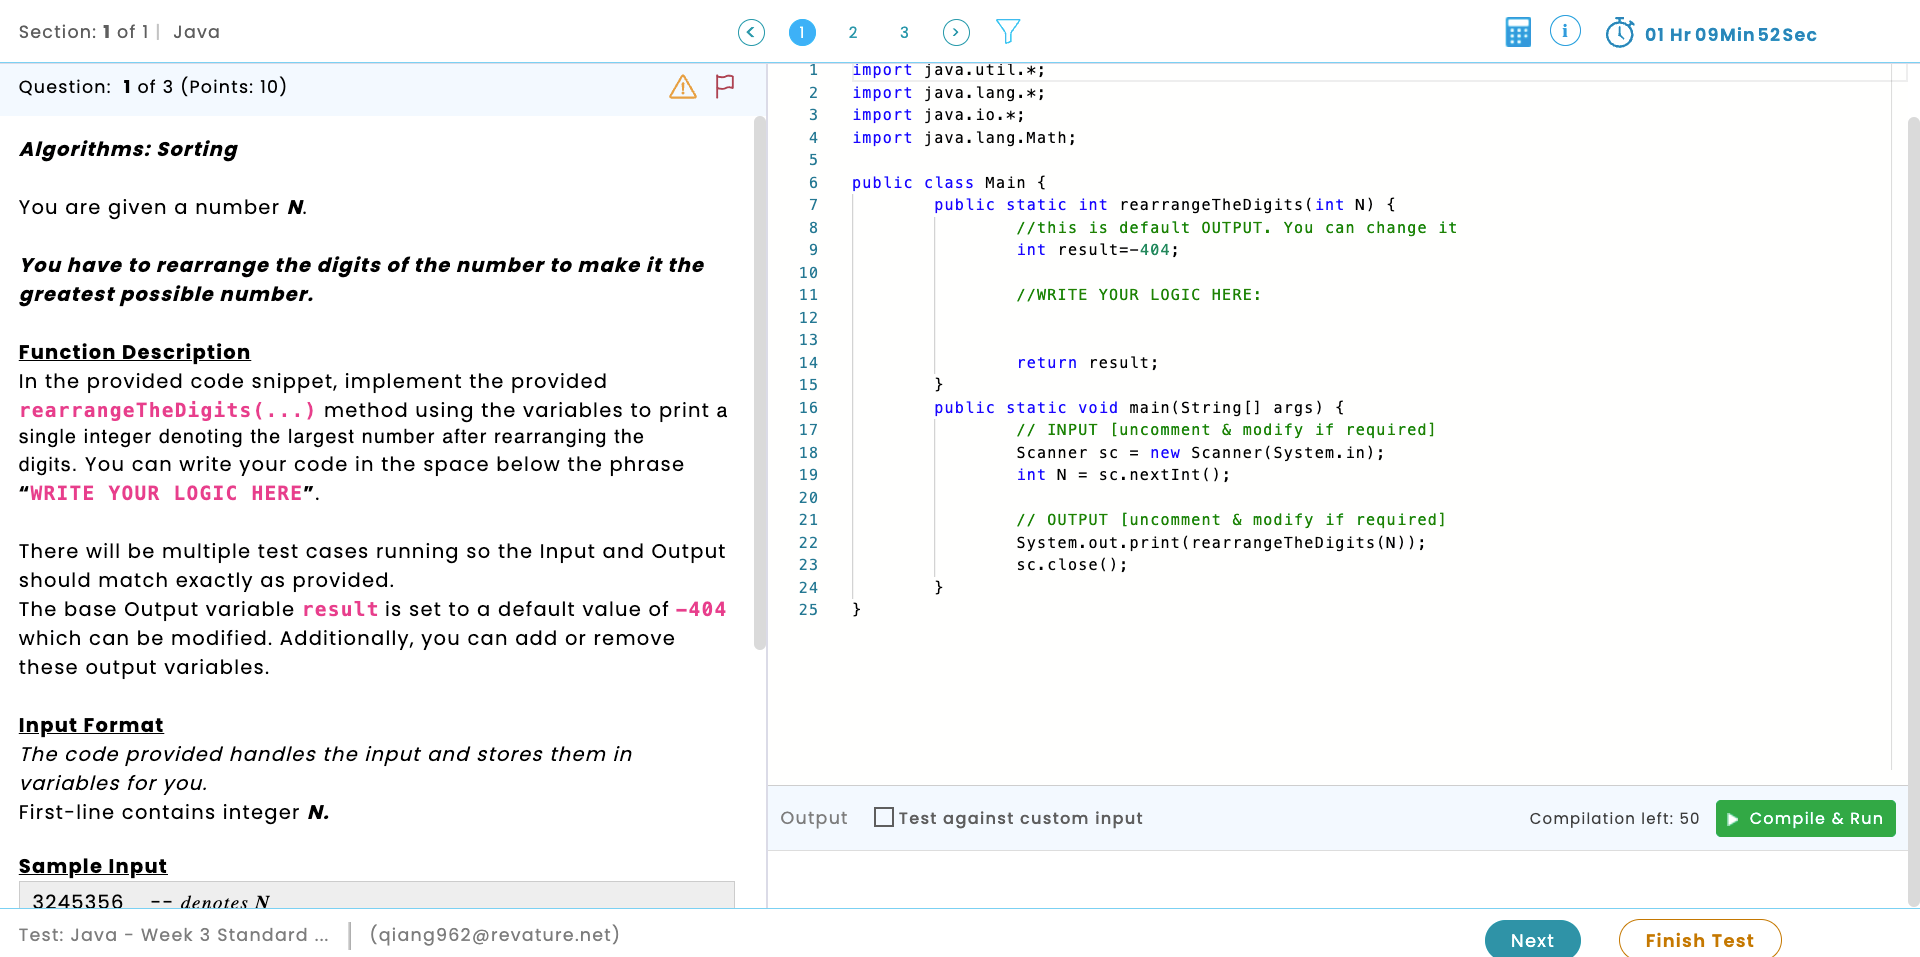 Section: 1 of 1 | Java
1 2 3
01 Hr 09Min 52Sec
Question: 1 of 3 (Points: 10)
Algorithms: Sorting
You are given a number N.
You have to rearrange the digits of the number to make it the
greatest possible number.
Function Description
In the provided code snippet, implement the provided
rearrangeTheDigits(...) method using the variables to print a
single integer denoting the largest number after rearranging the
digits. You can write your code in the space below the phrase
“WRITE YOUR LOGIC HERE”.
There will be multiple test cases running so the Input and Output
should match exactly as provided.
The base Output variable result is set to a default value of -404
which can be modified. Additionally, you can add or remove
these output variables.
Input Format
The code provided handles the input and stores them in
variables for you.
First-line contains integer N.
Sample Input
3245356 -- denotes N
1 import java.util.*;
2 import java.lang.*;
3 import java.io.*;
4 import java.lang.Math;
5
6 public class Main {
7 public static int rearrangeTheDigits(int N) {
8 //this is default OUTPUT. You can change it
9 int result=-404;
10
11 //WRITE YOUR LOGIC HERE:
12
13
14 return result;
15 }
16 public static void main(String[] args) {
17 // INPUT [uncomment & modify if required]
18 Scanner sc = new Scanner(System.in);
19 int N = sc.nextInt();
20
21 // OUTPUT [uncomment & modify if required]
22 System.out.print(rearrangeTheDigits(N));
23 sc.close();
24 }
25 }
Output Test against custom input Compilation left: 50 Compile & Run
Test: Java - Week 3 Standard ... | (qiang962@revature.net)
Next Finish Test